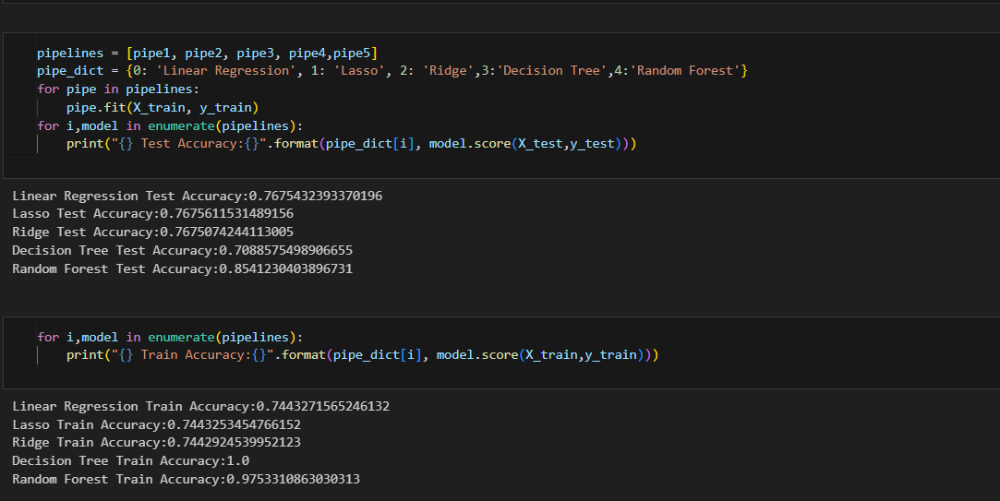 pipelines = [pipe1, pipe2, pipe3, pipe4,pipe5]
pipe_dict = {0: 'Linear Regression', 1: 'Lasso', 2: 'Ridge',3:'Decision Tree',4:'Random Forest'}
for pipe in pipelines:
    pipe.fit(X_train, y_train)
for i,model in enumerate(pipelines):
    print("{} Test Accuracy:{}".format(pipe_dict[i], model.score(X_test,y_test)))
Linear Regression Test Accuracy:0.7675432393370196
Lasso Test Accuracy:0.7675611531489156
Ridge Test Accuracy:0.7675074244113005
Decision Tree Test Accuracy:0.7088575498906655
Random Forest Test Accuracy:0.8541230403896731
for i,model in enumerate(pipelines):
    print("{} Train Accuracy:{}".format(pipe_dict[i], model.score(X_train,y_train)))
Linear Regression Train Accuracy:0.7443271565246132
Lasso Train Accuracy:0.7443253454766152
Ridge Train Accuracy:0.7442924539952123
Decision Tree Train Accuracy:1.0
Random Forest Train Accuracy:0.9753310863030313